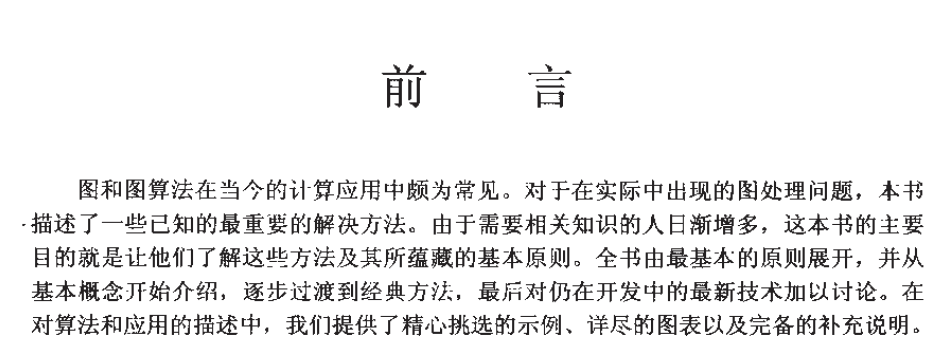 前 言
图和图算法在当今的计算应用中颇为常见。对于在实际中出现的图处理问题，本书
描述了一些已知的最重要的解决方法。由于需要相关知识的人日渐增多，这本书的主要
目的就是让他们了解这些方法及其所蕴藏的基本原则。全书由最基本的原则展开，并从
基本概念开始介绍，逐步过渡到经典方法，最后对仍在开发中的最新技术加以讨论。在
对算法和应用的描述中，我们提供了精心挑选的示例、详尽的图表以及完备的补充说明。